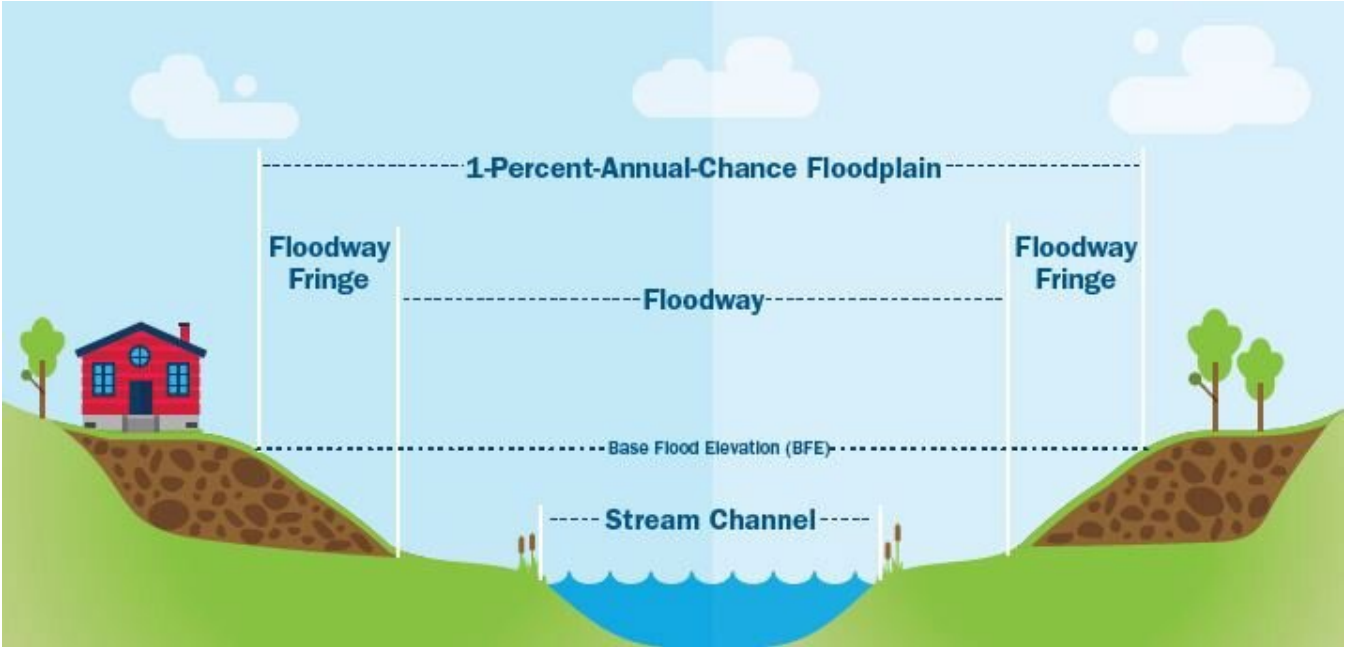 1-Percent-Annual-Chance Floodplain
Floodway
Fringe
Floodway
Fringe
Floodway
Base Flood Elevation (BFE)
Stream Channel